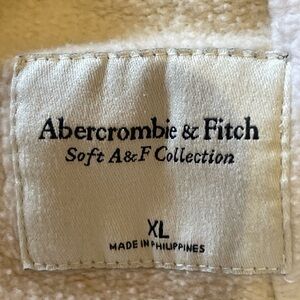 Abercrombie & Fitch
Soft A&F Collection
XL
MADE IN PHILIPPINES